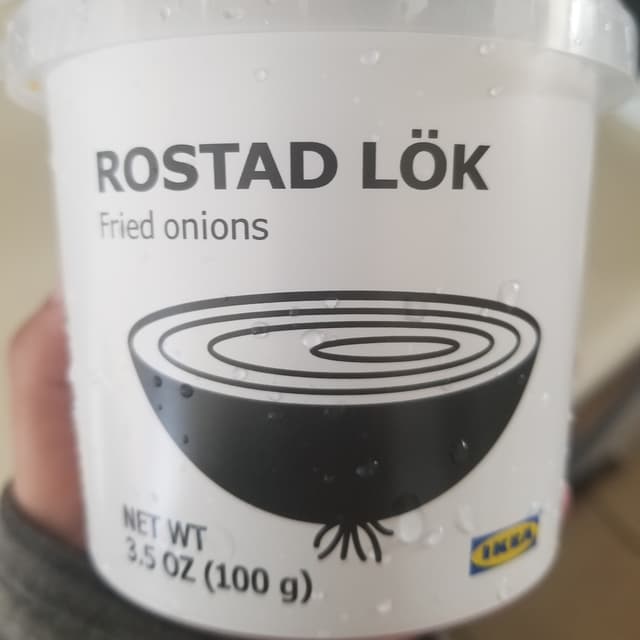 ROSTAD LÖK
Fried onions
NET WT
3.5 OZ (100 g)
IKEA